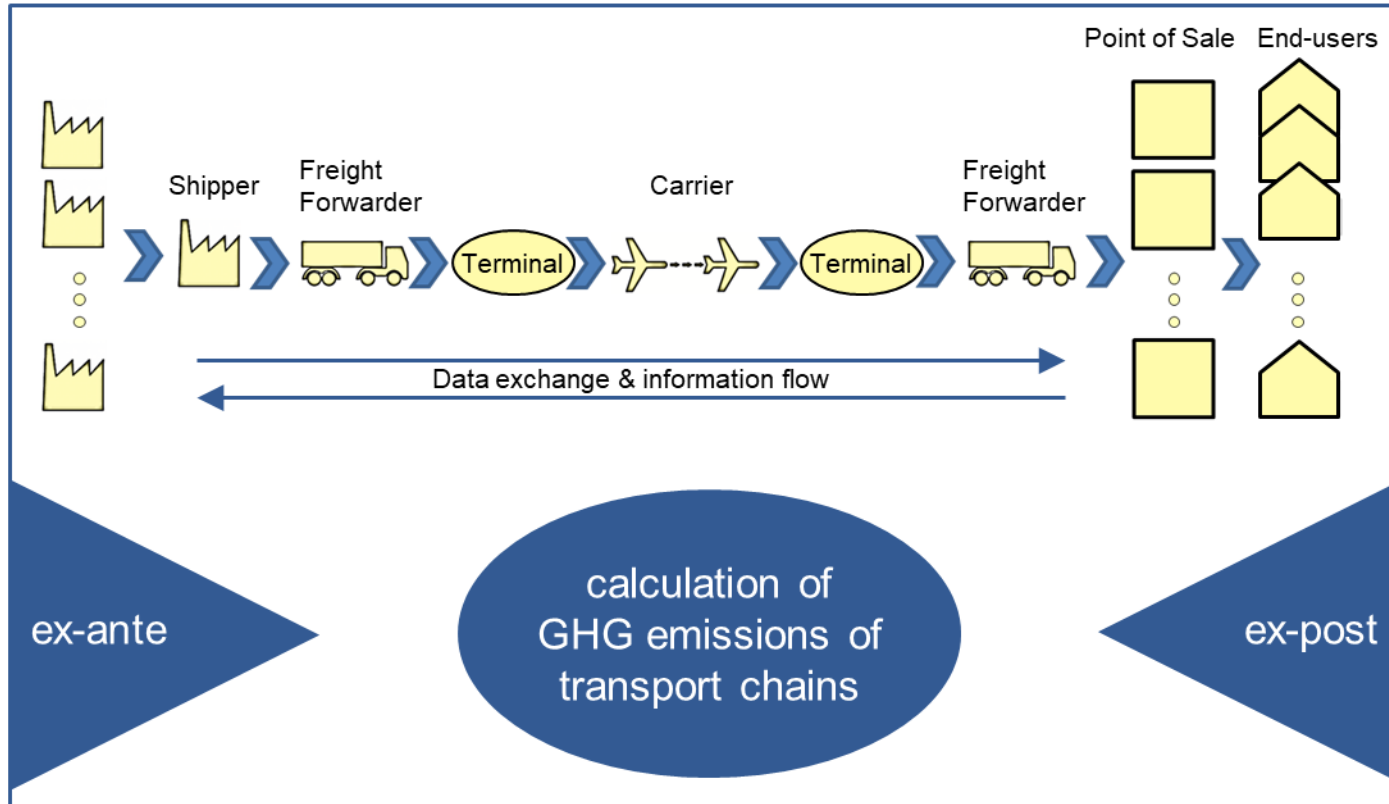 Point of Sale
End-users
Shipper
Freight
Forwarder
Carrier
Freight
Forwarder
Terminal
Terminal
Data exchange & information flow
ex-ante
calculation of
GHG emissions of
transport chains
ex-post